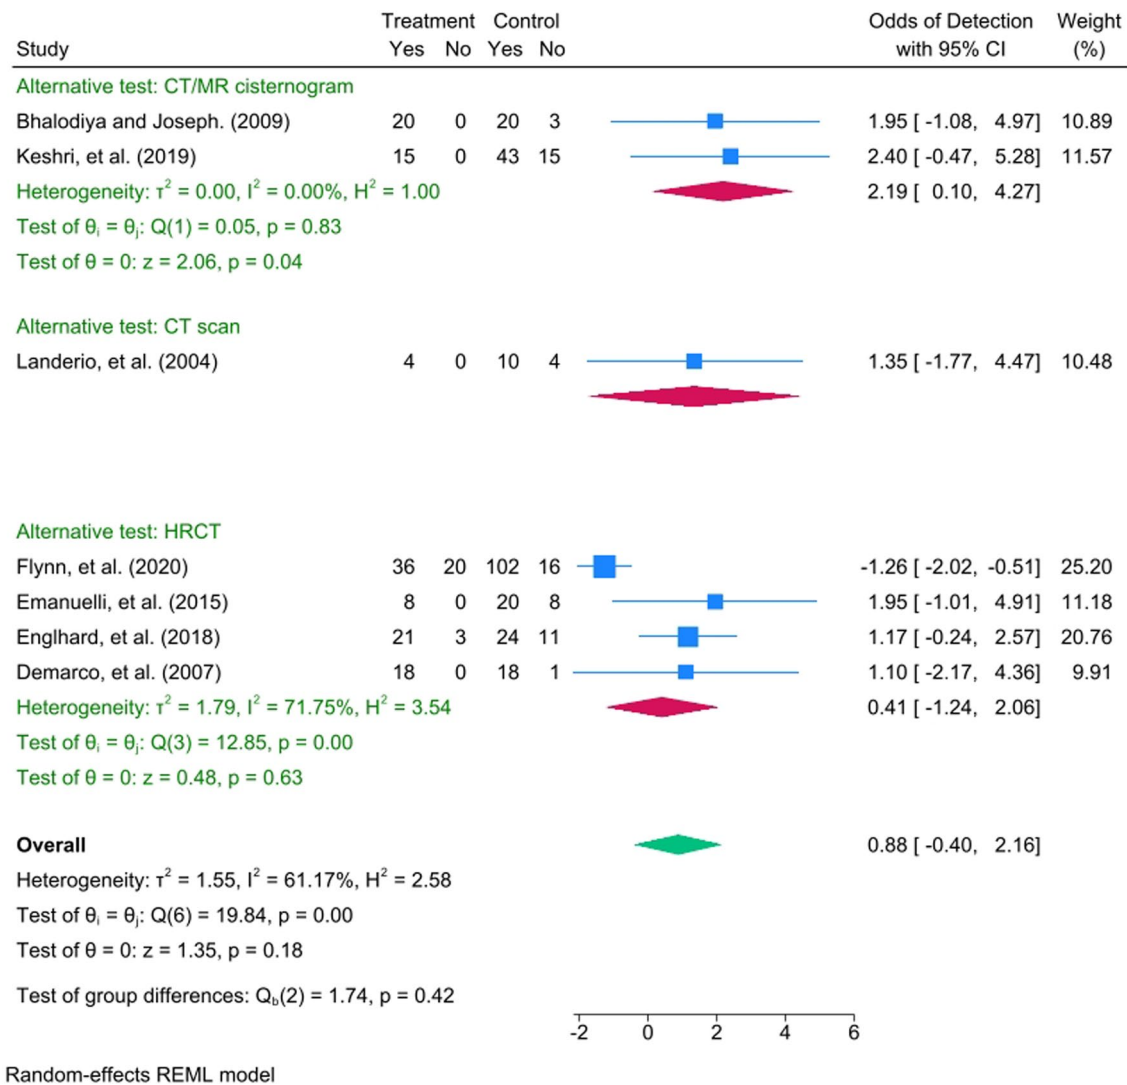 Treatment Control Odds of Detection Weight
Study Yes No Yes No with 95% CI (%)
Alternative test: CT/MR cisternogram
Bhalodiya and Joseph. (2009) 20 0 20 3 1.95 [ -1.08, 4.97] 10.89
Keshri, et al. (2019) 15 0 43 15 2.40 [ -0.47, 5.28] 11.57
Heterogeneity: τ² = 0.00, I² = 0.00%, H² = 1.00 2.19 [ 0.10, 4.27]
Test of θᵢ = θⱼ: Q(1) = 0.05, p = 0.83
Test of θ = 0: z = 2.06, p = 0.04
Alternative test: CT scan
Landerio, et al. (2004) 4 0 10 4 1.35 [ -1.77, 4.47] 10.48
Alternative test: HRCT
Flynn, et al. (2020) 36 20 102 16 -1.26 [ -2.02, -0.51] 25.20
Emanuelli, et al. (2015) 8 0 20 8 1.95 [ -1.01, 4.91] 11.18
Englhard, et al. (2018) 21 3 24 11 1.17 [ -0.24, 2.57] 20.76
Demarco, et al. (2007) 18 0 18 1 1.10 [ -2.17, 4.36] 9.91
Heterogeneity: τ² = 1.79, I² = 71.75%, H² = 3.54 0.41 [ -1.24, 2.06]
Test of θᵢ = θⱼ: Q(3) = 12.85, p = 0.00
Test of θ = 0: z = 0.48, p = 0.63
Overall 0.88 [ -0.40, 2.16]
Heterogeneity: τ² = 1.55, I² = 61.17%, H² = 2.58
Test of θᵢ = θⱼ: Q(6) = 19.84, p = 0.00
Test of θ = 0: z = 1.35, p = 0.18
Test of group differences: Q_b(2) = 1.74, p = 0.42
-2 0 2 4 6
Random-effects REML model